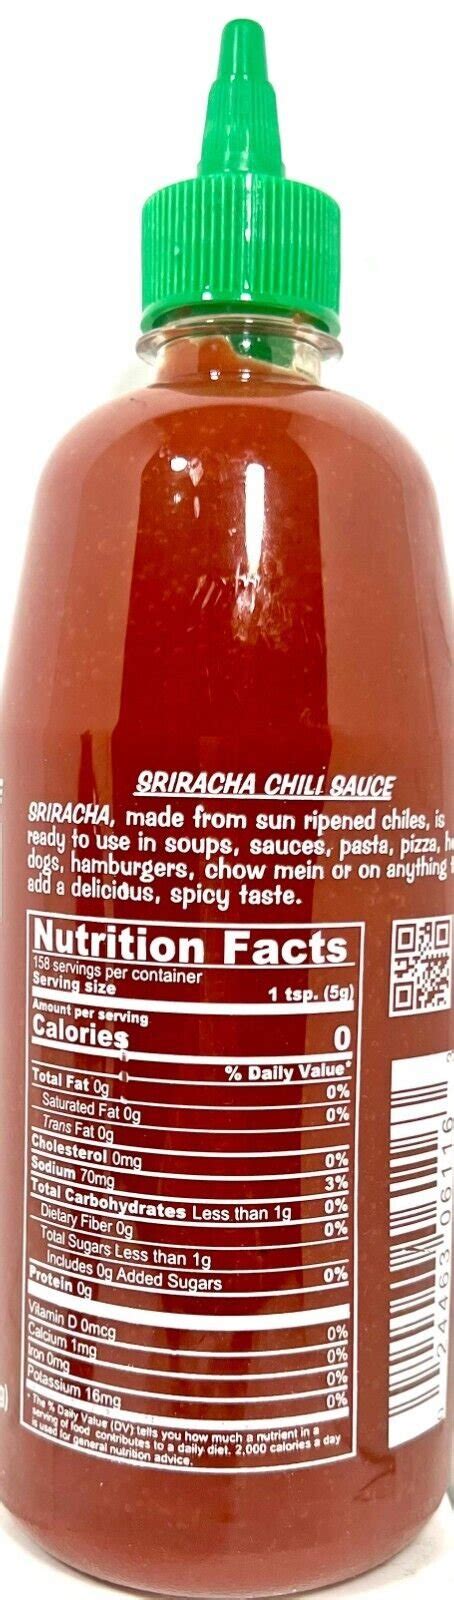 SRIRACHA CHILI SAUCE
SRIRACHA, made from sun ripened chiles, is
ready to use in soups, sauces, pasta, pizza,
dogs, hamburgers, chow mein or on anything
add a delicious, spicy taste.
Nutrition Facts
158 servings per container
Serving size 1 tsp. (5g)
Amount per serving
Calories 0
% Daily Value*
Total Fat 0g 0%
Saturated Fat 0g 0%
Trans Fat 0g
Cholesterol 0mg 0%
Sodium 70mg 3%
Total Carbohydrates Less than 1g 0%
Dietary Fiber 0g 0%
Total Sugars Less than 1g
Includes 0g Added Sugars 0%
Protein 0g
Vitamin D 0mcg 0%
Calcium 1mg 0%
Iron 0mg 0%
Potassium 16mg 0%
* The % Daily Value (DV) tells you how much a nutrient in a
serving of food contributes to a daily diet. 2,000 calories a day
is used for general nutrition advice.
0 24463 06116 3